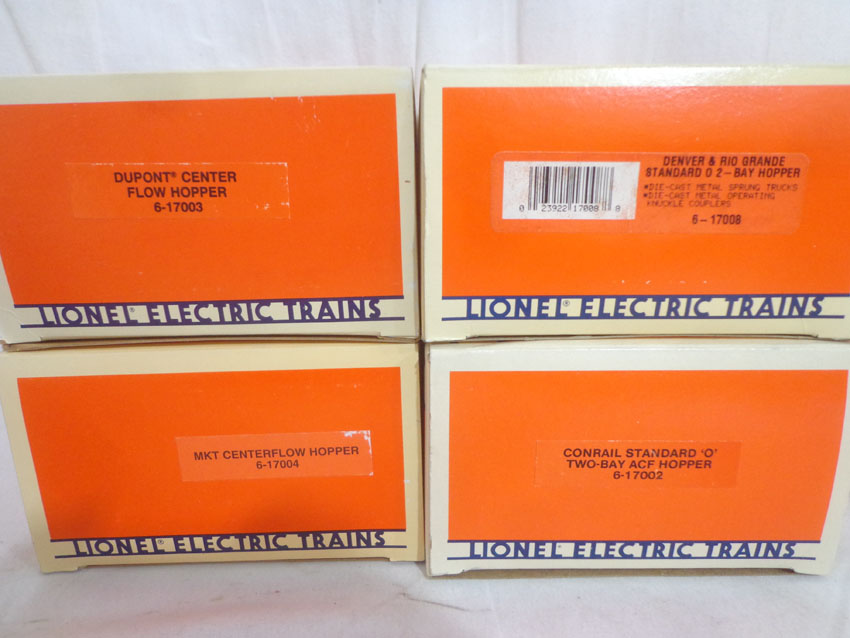 DUPONT® CENTER
FLOW HOPPER
6-17003
LIONEL® ELECTRIC TRAINS
DENVER & RIO GRANDE
STANDARD O 2-BAY HOPPER
*DIE-CAST METAL SPRUNG TRUCKS
*DIE-CAST METAL OPERATING
KNUCKLE COUPLERS
6-17008
0 23922 17008 8
LIONEL® ELECTRIC TRAINS
MKT CENTERFLOW HOPPER
6-17004
LIONEL® ELECTRIC TRAINS
CONRAIL STANDARD 'O'
TWO-BAY ACF HOPPER
6-17002
LIONEL® ELECTRIC TRAINS